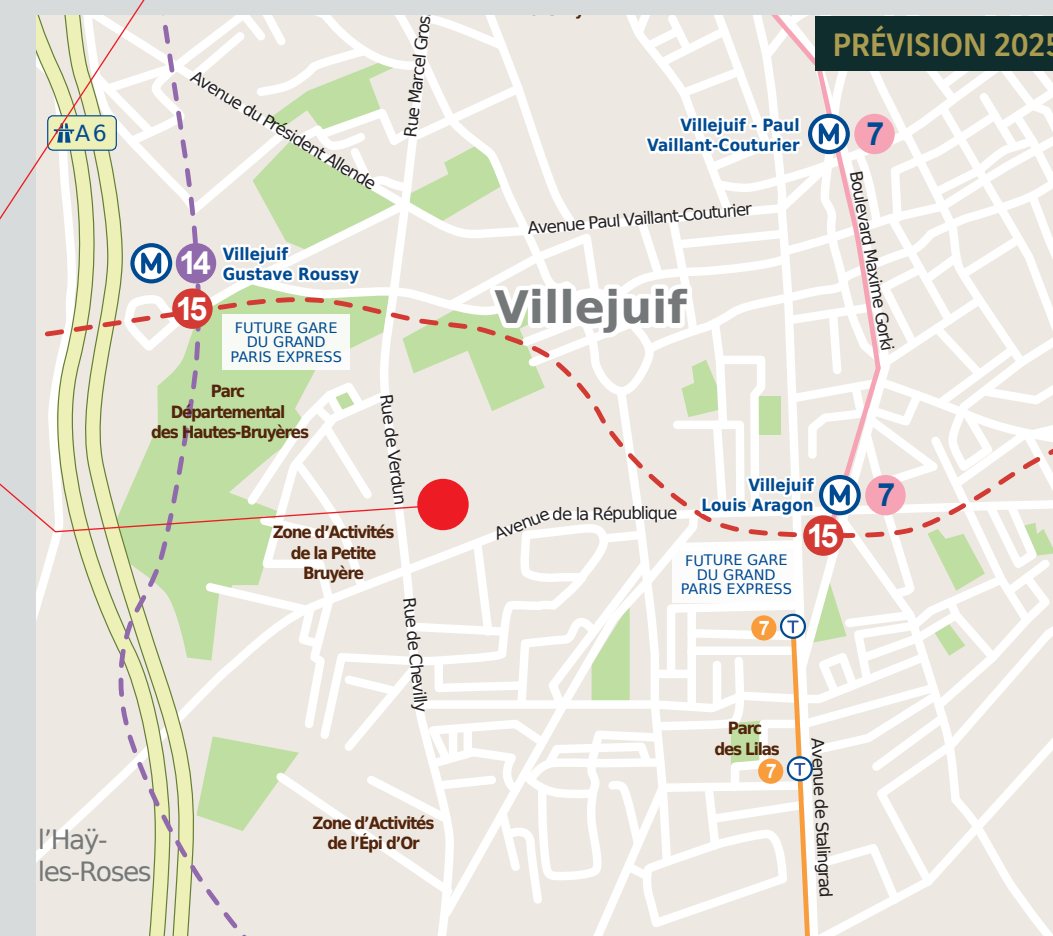 PRÉVISION 2025
Rue Marcel Gros
Avenue du Président Allende
A6
Villejuif - Paul
Vaillant-Couturier
M
7
Boulevard Maxime Gorki
Avenue Paul Vaillant-Couturier
M
14
Villejuif
Gustave Roussy
15
FUTURE GARE
DU GRAND
PARIS EXPRESS
Villejuif
Parc
Départemental
des Hautes-Bruyères
Rue de Verdun
Villejuif
Louis Aragon
M
7
15
Avenue de la République
Zone d’Activités
de la Petite
Bruyère
FUTURE GARE
DU GRAND
PARIS EXPRESS
Rue de Chevilly
7
T
Parc
des Lilas
7
T
Avenue de Stalingrad
Zone d’Activités
de l’Épi d’Or
l’Haÿ-
les-Roses